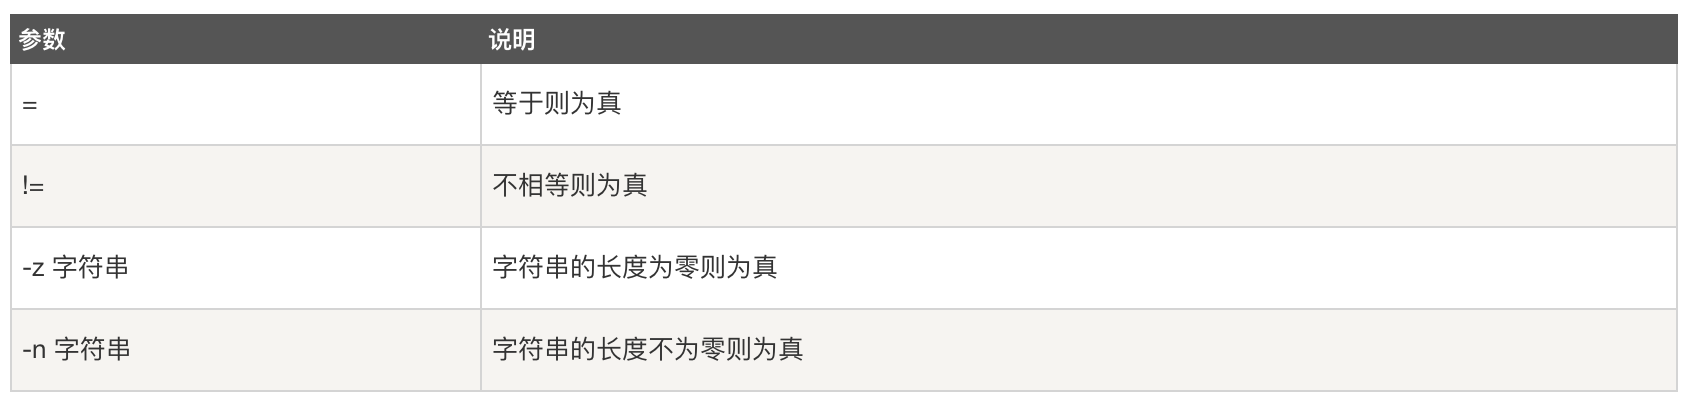 参数 说明
= 等于则为真
!= 不相等则为真
-z 字符串 字符串的长度为零则为真
-n 字符串 字符串的长度不为零则为真